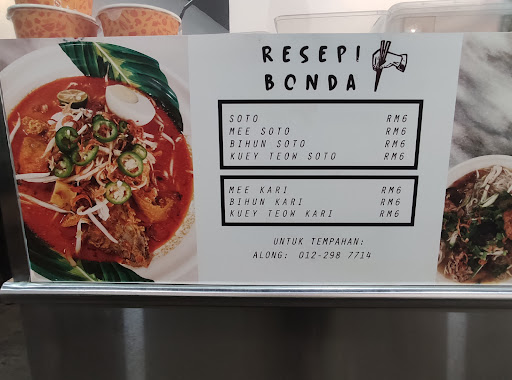 RESEPI
BONDA
SOTO RM6
MEE SOTO RM6
BIHUN SOTO RM6
KUEY TEOW SOTO RM6
MEE KARI RM6
BIHUN KARI RM6
KUEY TEOW KARI RM6
UNTUK TEMPAHAN:
ALONG: 012-298 7714